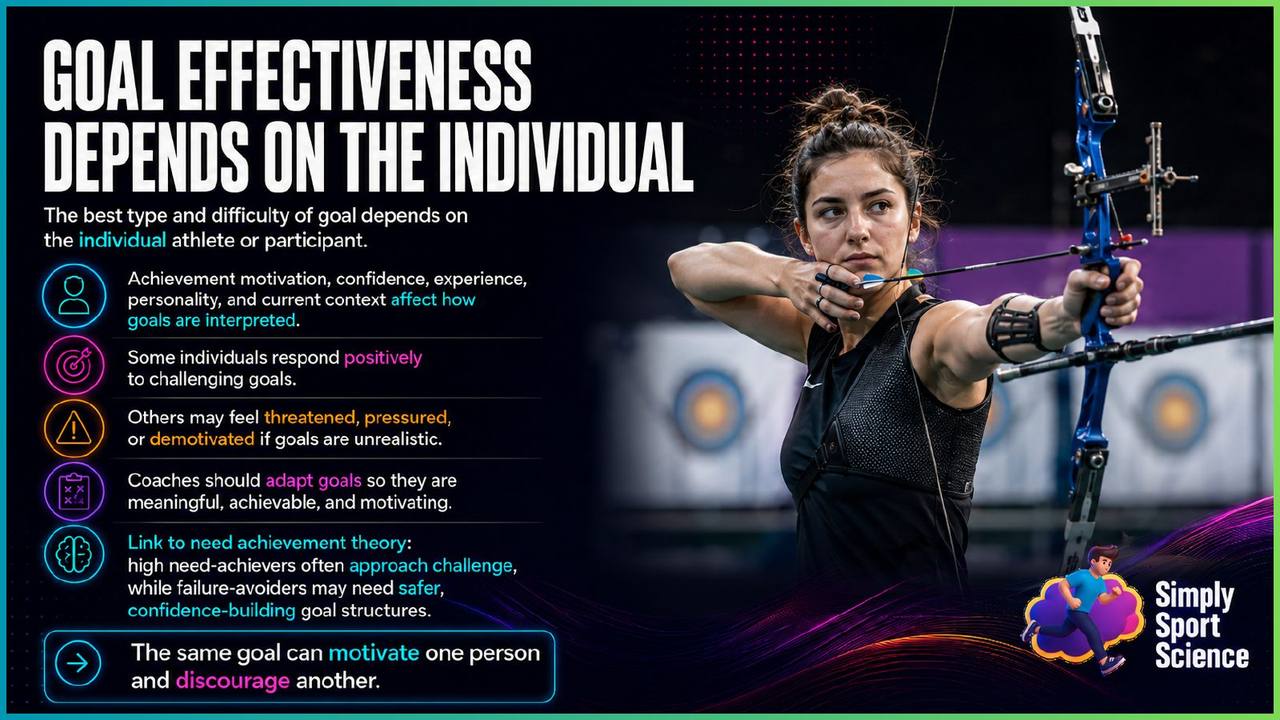 GOAL EFFECTIVENESS
DEPENDS ON THE INDIVIDUAL
The best type and difficulty of goal depends on
the individual athlete or participant.
Achievement motivation, confidence, experience,
personality, and current context affect how
goals are interpreted.
Some individuals respond positively
to challenging goals.
Others may feel threatened, pressured,
or demotivated if goals are unrealistic.
Coaches should adapt goals so they are
meaningful, achievable, and motivating.
Link to need achievement theory:
high need-achievers often approach challenge,
while failure-avoiders may need safer,
confidence-building goal structures.
The same goal can motivate one person
and discourage another.
Simply
Sport
Science